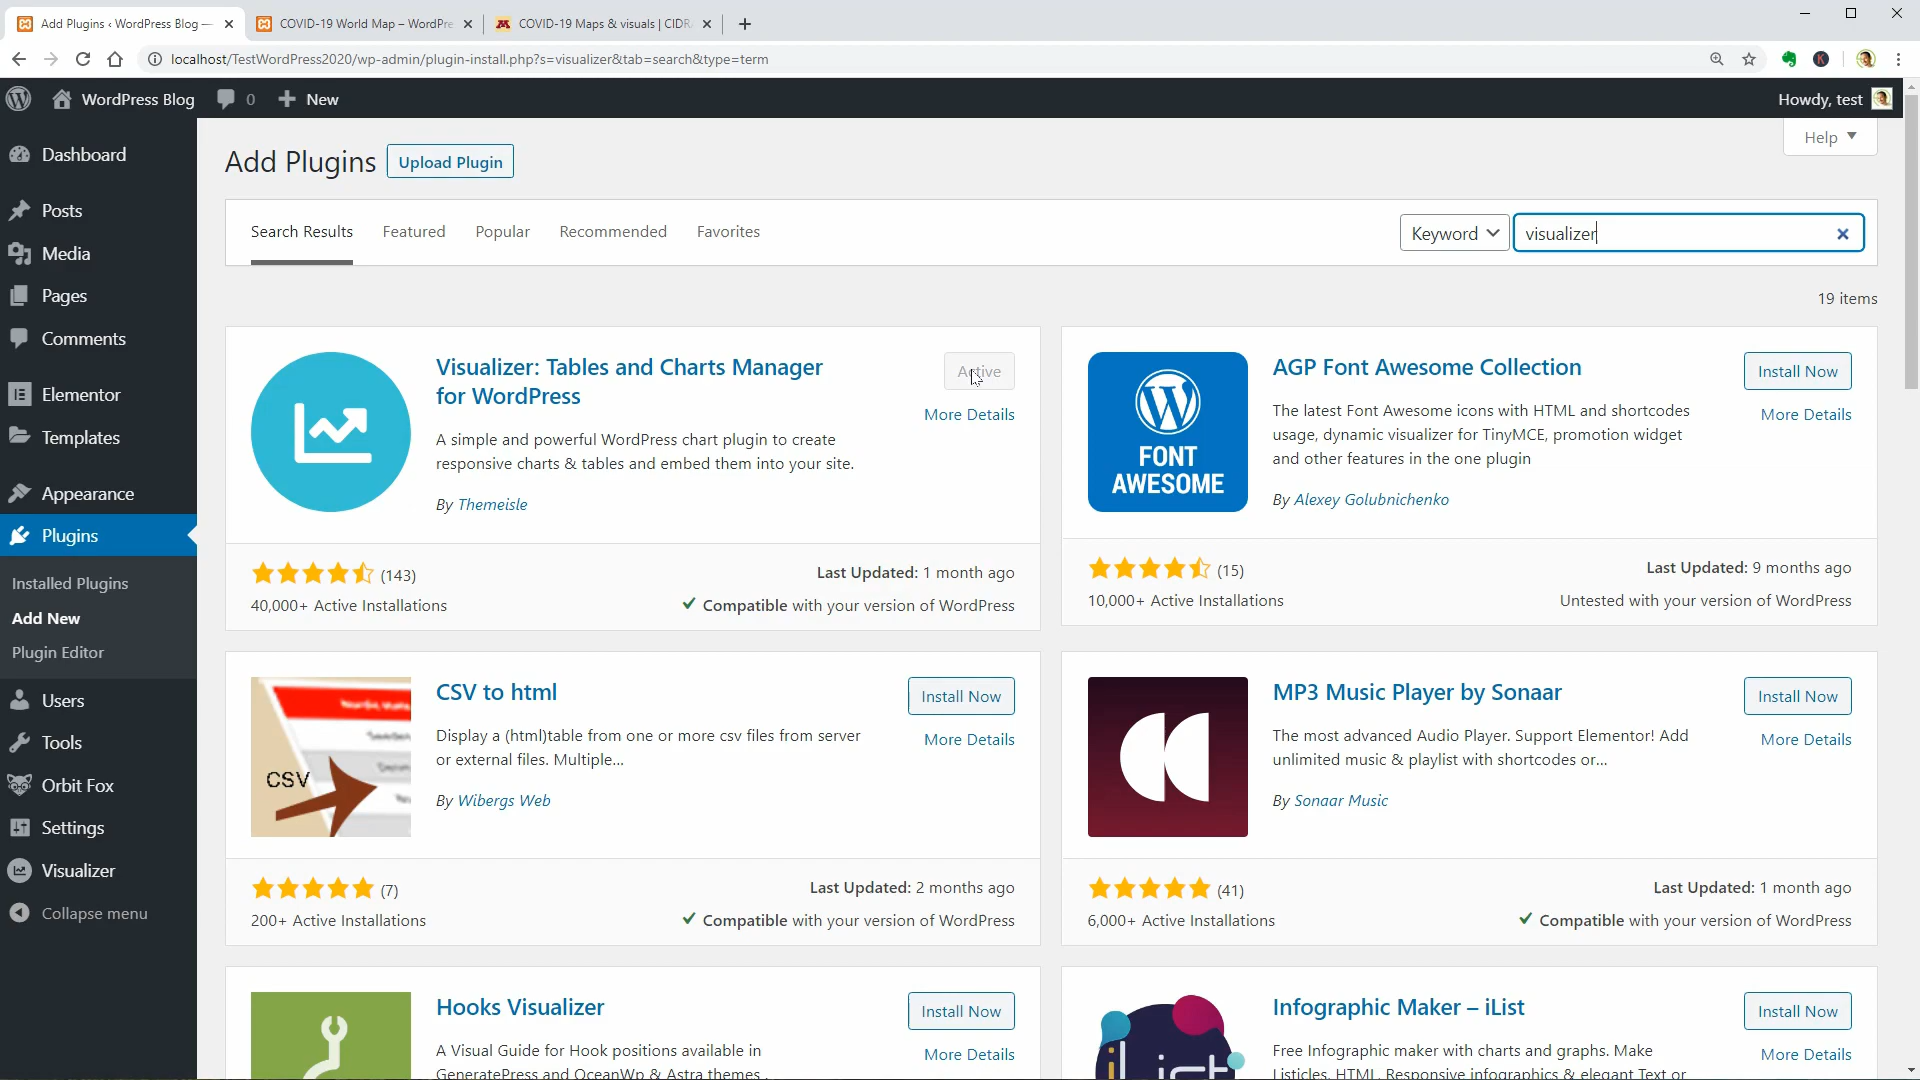 Add Plugins ‹ WordPress Blog —
COVID-19 World Map – WordPre
COVID-19 Maps & visuals | CIDR
localhost/TestWordPress2020/wp-admin/plugin-install.php?s=visualizer&tab=search&type=term
WordPress Blog
0
New
Howdy, test
Help
Dashboard
Posts
Media
Pages
Comments
Elementor
Templates
Appearance
Plugins
Installed Plugins
Add New
Plugin Editor
Users
Tools
Orbit Fox
Settings
Visualizer
Collapse menu
Add Plugins
Upload Plugin
Search Results
Featured
Popular
Recommended
Favorites
Keyword
visualizer
19 items
Visualizer: Tables and Charts Manager
for WordPress
Active
More Details
A simple and powerful WordPress chart plugin to create
responsive charts & tables and embed them into your site.
By Themeisle
(143)
40,000+ Active Installations
Last Updated: 1 month ago
Compatible with your version of WordPress
FONT
AWESOME
AGP Font Awesome Collection
Install Now
More Details
The latest Font Awesome icons with HTML and shortcodes
usage, dynamic visualizer for TinyMCE, promotion widget
and other features in the one plugin
By Alexey Golubnichenko
(15)
10,000+ Active Installations
Last Updated: 9 months ago
Untested with your version of WordPress
CSV
CSV to html
Install Now
More Details
Display a (html)table from one or more csv files from server
or external files. Multiple...
By Wibergs Web
(7)
200+ Active Installations
Last Updated: 2 months ago
Compatible with your version of WordPress
MP3 Music Player by Sonaar
Install Now
More Details
The most advanced Audio Player. Support Elementor! Add
unlimited music & playlist with shortcodes or...
By Sonaar Music
(41)
6,000+ Active Installations
Last Updated: 1 month ago
Compatible with your version of WordPress
Hooks Visualizer
Install Now
More Details
A Visual Guide for Hook positions available in
GeneratePress and OceanWp & Astra themes
iList
Infographic Maker – iList
Install Now
More Details
Free Infographic maker with charts and graphs. Make
Listicles, HTML, Responsive infographics & elegant Text or